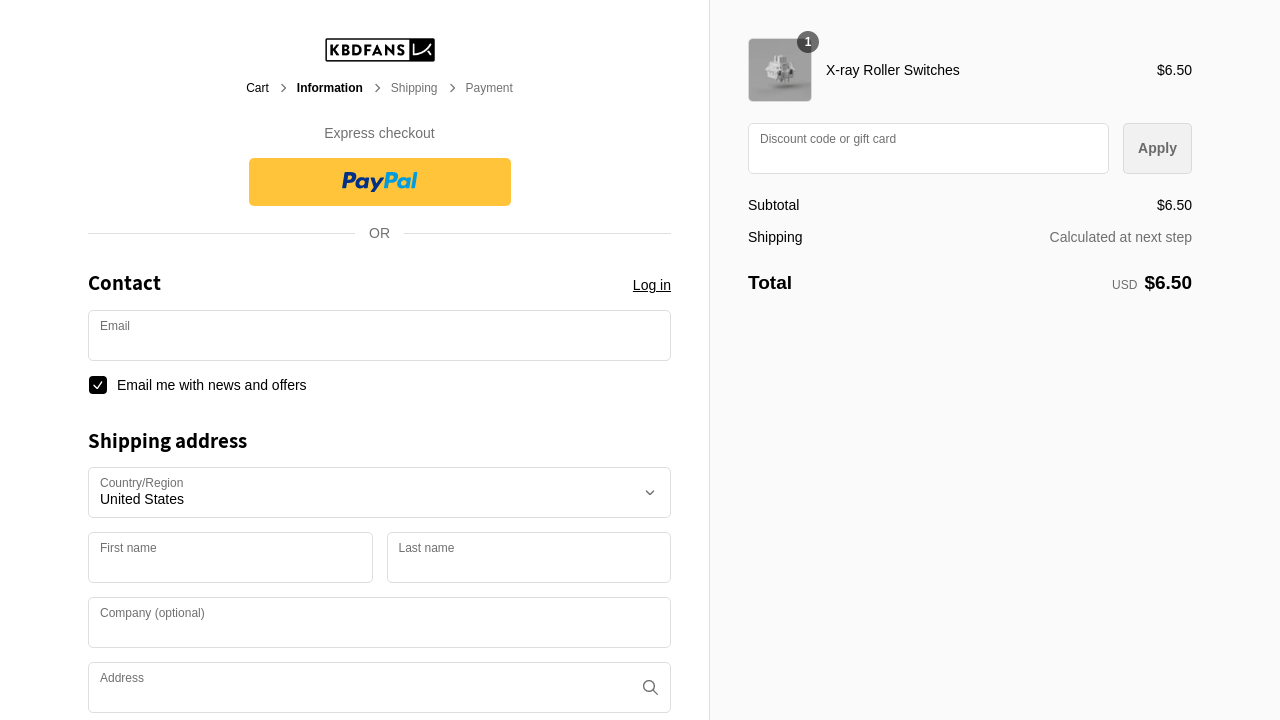 KBDFANS
Cart > Information > Shipping > Payment
Express checkout
PayPal
OR
Contact
Log in
Email
Email me with news and offers
Shipping address
Country/Region
United States
First name
Last name
Company (optional)
Address
1
X-ray Roller Switches
$6.50
Discount code or gift card
Apply
Subtotal
$6.50
Shipping
Calculated at next step
Total
USD $6.50